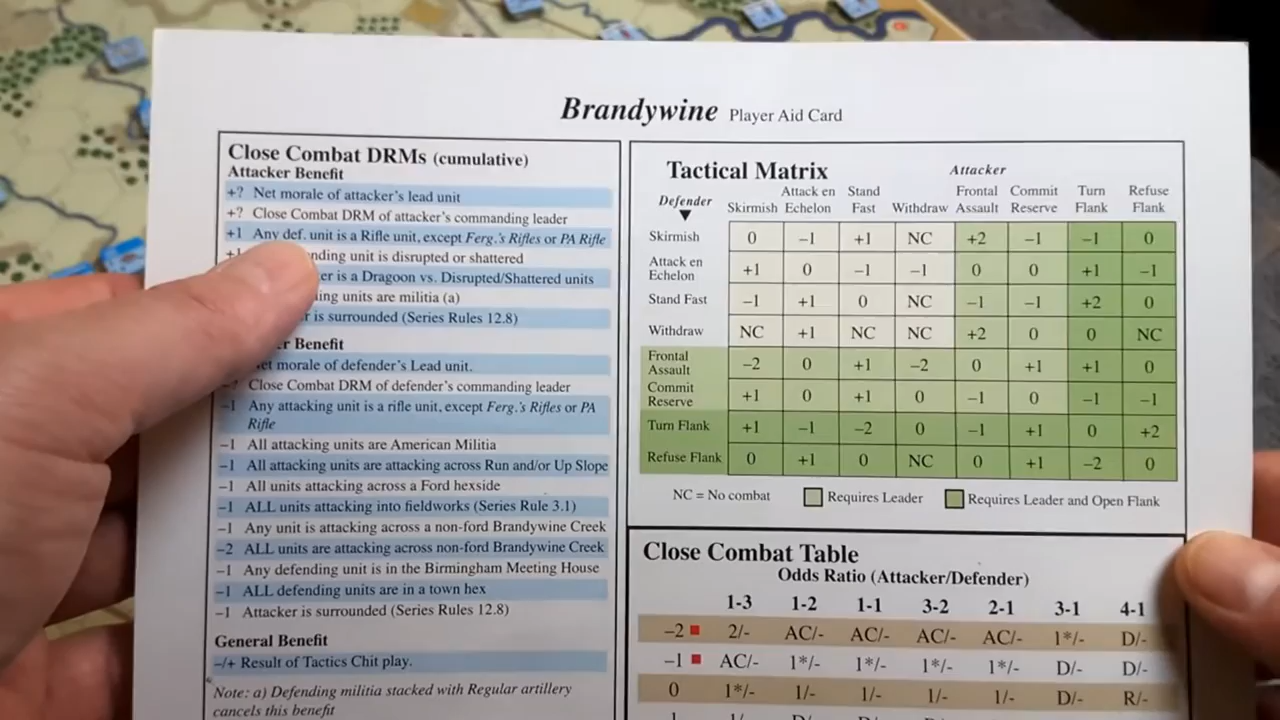 Brandywine Player Aid Card
Close Combat DRMs (cumulative)
Attacker Benefit
+? Net morale of attacker's lead unit
+? Close Combat DRM of attacker's commanding leader
+1 Any def. unit is a Rifle unit, except Ferg.'s Rifles or PA Rifle
unit is disrupted or shattered
is a Dragoon vs. Disrupted/Shattered units
units are militia (a)
is surrounded (Series Rules 12.8)
Benefit
morale of defender's Lead unit.
Close Combat DRM of defender's commanding leader
–1 Any attacking unit is a rifle unit, except Ferg.'s Rifles or PA
Rifle
–1 All attacking units are American Militia
–1 All attacking units are attacking across Run and/or Up Slope
–1 All units attacking across a Ford hexside
–1 ALL units attacking into fieldworks (Series Rule 3.1)
–1 Any unit is attacking across a non-ford Brandywine Creek
–2 ALL units are attacking across non-ford Brandywine Creek
–1 Any defending unit is in the Birmingham Meeting House
–1 ALL defending units are in a town hex
–1 Attacker is surrounded (Series Rules 12.8)
General Benefit
–/+ Result of Tactics Chit play.
Note: a) Defending militia stacked with Regular artillery
cancels this benefit
Tactical Matrix
Attacker
Defender
Skirmish Attack en Echelon Stand Fast Withdraw Frontal Assault Commit Reserve Turn Flank Refuse Flank
Skirmish 0 –1 +1 NC +2 –1 –1 0
Attack en Echelon +1 0 –1 –1 0 0 +1 –1
Stand Fast –1 +1 0 NC –1 –1 +2 0
Withdraw NC +1 NC NC +2 0 0 NC
Frontal Assault –2 0 +1 –2 0 +1 +1 0
Commit Reserve +1 0 +1 0 –1 0 –1 –1
Turn Flank +1 –1 –2 0 –1 +1 0 +2
Refuse Flank 0 +1 0 NC 0 +1 –2 0
NC = No combat Requires Leader Requires Leader and Open Flank
Close Combat Table
Odds Ratio (Attacker/Defender)
1-3 1-2 1-1 3-2 2-1 3-1 4-1
–2 2/- AC/- AC/- AC/- AC/- 1*/- D/-
–1 AC/- 1*/- 1*/- 1*/- 1*/- D/- D/-
0 1*/- 1/- 1/- 1/- 1/- D/- R/-